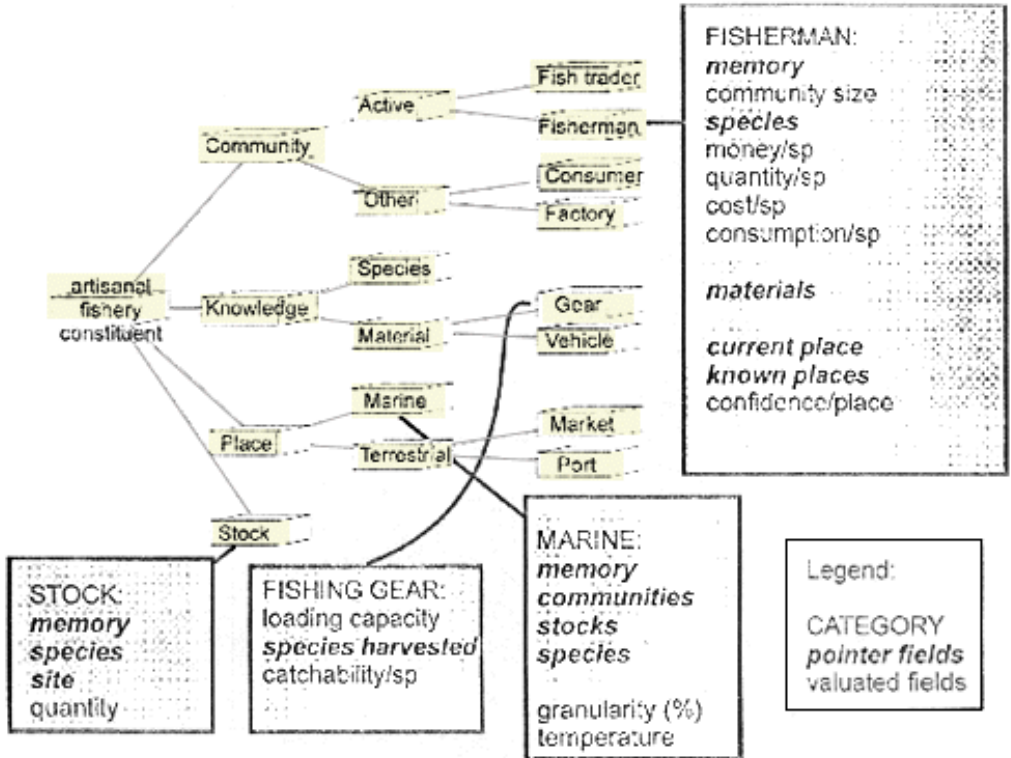 artisanal
fishery
constituent
Community
Knowledge
Place
Stock
Active
Other
Species
Material
Marine
Terrestrial
Fish trader
Fisherman
Consumer
Factory
Gear
Vehicle
Market
Port
FISHERMAN:
memory
community size
species
money/sp
quantity/sp
cost/sp
consumption/sp
materials
current place
known places
confidence/place
STOCK:
memory
species
site
quantity
FISHING GEAR:
loading capacity
species harvested
catchability/sp
MARINE:
memory
communities
stocks
species
granularity (%)
temperature
Legend:
CATEGORY
pointer fields
valuated fields